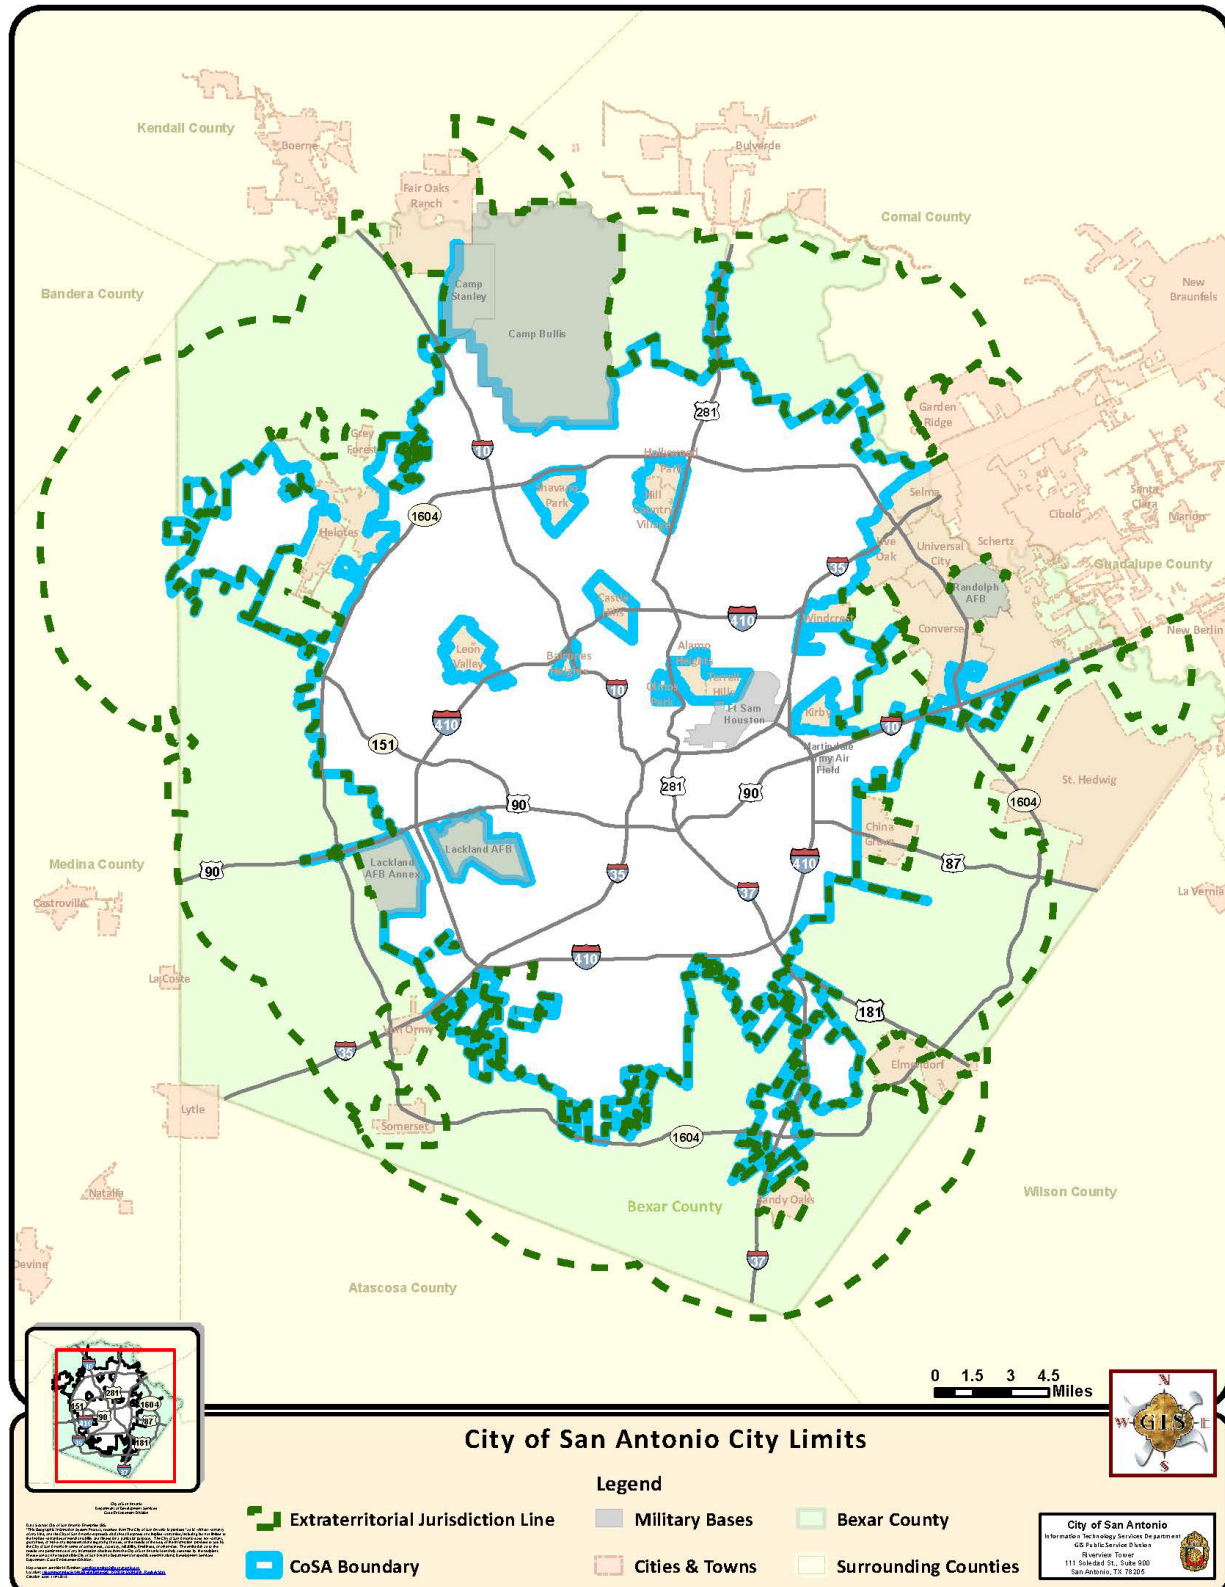 Kendall County
Boerne
Bulverde
Fair Oaks
Ranch
Comal County
New
Braunfels
Bandera County
Camp
Stanley
Camp Bullis
281
Garden
Ridge
Grey
Forest
10
Hollywood
Park
Shavano
Park
Hill
Country
Village
Selma
Santa
Clara
Cibolo
Marion
1604
Helotes
Live
Oak
Universal
City
Schertz
35
Guadalupe County
Randolph
AFB
Castle
Hills
410
Windcrest
Converse
New Berlin
Leon
Valley
Balcones
Heights
Alamo
Heights
Terrell
Hills
Olmos
Park
10
Ft Sam
Houston
Kirby
10
410
151
Martindale
Army Air
Field
St. Hedwig
281
90
90
1604
China
Grove
Medina County
90
Lackland
AFB Annex
Lackland AFB
410
87
35
37
La Vernia
Castroville
410
La Coste
181
Von Ormy
35
Elmendorf
Lytle
Somerset
1604
Natalia
Sandy Oaks
Wilson County
Bexar County
Devine
37
Atascosa County
0 1.5 3 4.5
Miles
N
W GIS E
S
City of San Antonio City Limits
Legend
Extraterritorial Jurisdiction Line
Military Bases
Bexar County
CoSA Boundary
Cities & Towns
Surrounding Counties
City of San Antonio
Information Technology Services Department
GIS Public Service Division
Riverview Tower
111 Soledad St., Suite 900
San Antonio, TX 78205